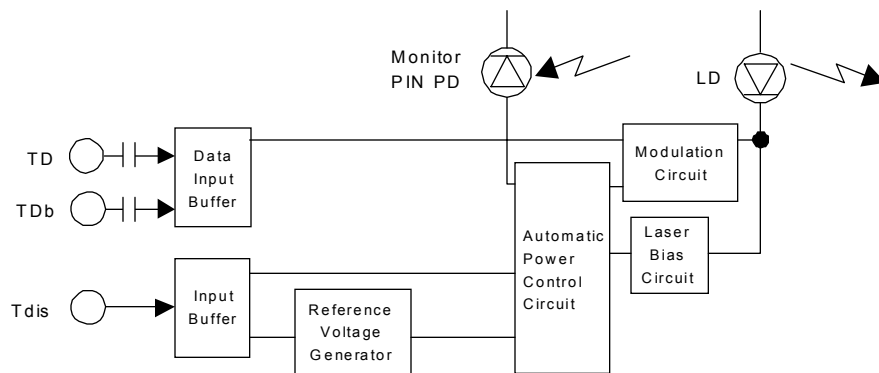 Monitor
PIN PD
LD
TD
TDb
Data
Input
Buffer
Modulation
Circuit
Automatic
Power
Control
Circuit
Laser
Bias
Circuit
Tdis
Input
Buffer
Reference
Voltage
Generator